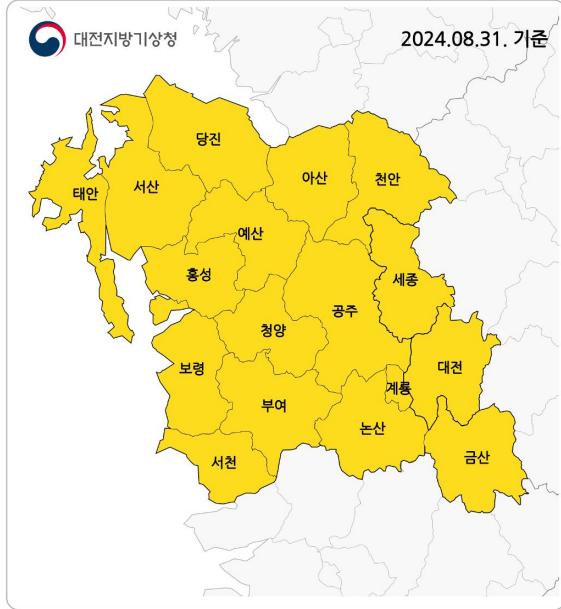 대전지방기상청
2024.08.31. 기준
당진
아산
천안
태안
서산
예산
홍성
세종
공주
청양
보령
대전
계룡
부여
논산
서천
금산